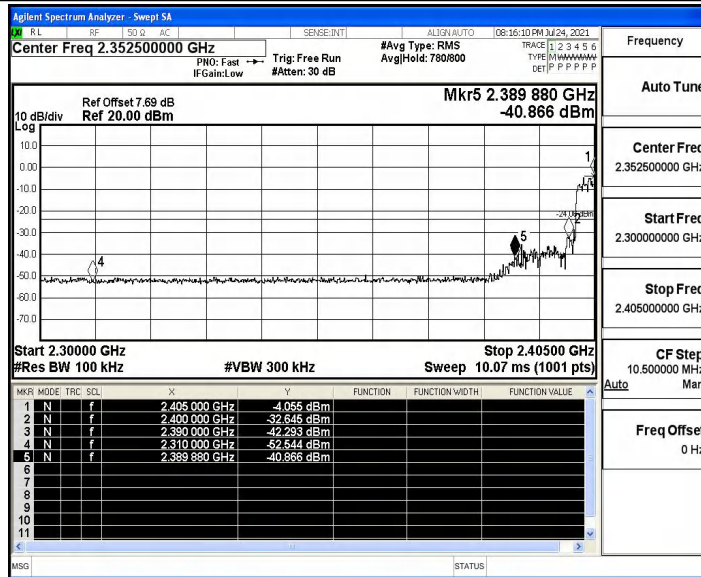 Agilent Spectrum Analyzer - Swept SA
LXI RL RF 50 Ω AC SENSE:INT ALIGN AUTO 08:16:10 PM Jul 24, 2021
Center Freq 2.352500000 GHz #Avg Type: RMS TRACE 1 2 3 4 5 6
PNO: Fast Trig: Free Run Avg|Hold: 780/800 TYPE M WWWWW
IFGain:Low #Atten: 30 dB DET P P P P P P
Mkr5 2.389 880 GHz
-40.866 dBm
Ref Offset 7.69 dB
10 dB/div Ref 20.00 dBm
Log
10.0
0.00
-10.0
-20.0
-30.0
-40.0
-50.0
-60.0
-70.0
1
2
-24.06 dBm
5
4
Start 2.30000 GHz Stop 2.40500 GHz
#Res BW 100 kHz #VBW 300 kHz Sweep 10.07 ms (1001 pts)
MKR MODE TRC SCL X Y FUNCTION FUNCTION WIDTH FUNCTION VALUE
1 N f 2.405 000 GHz -4.055 dBm
2 N f 2.400 000 GHz -32.645 dBm
3 N f 2.390 000 GHz -42.293 dBm
4 N f 2.310 000 GHz -52.544 dBm
5 N f 2.389 880 GHz -40.866 dBm
6
7
8
9
10
11
MSG STATUS
Frequency
Auto Tune
Center Freq
2.352500000 GHz
Start Freq
2.300000000 GHz
Stop Freq
2.405000000 GHz
CF Step
10.500000 MHz
Auto Man
Freq Offset
0 Hz